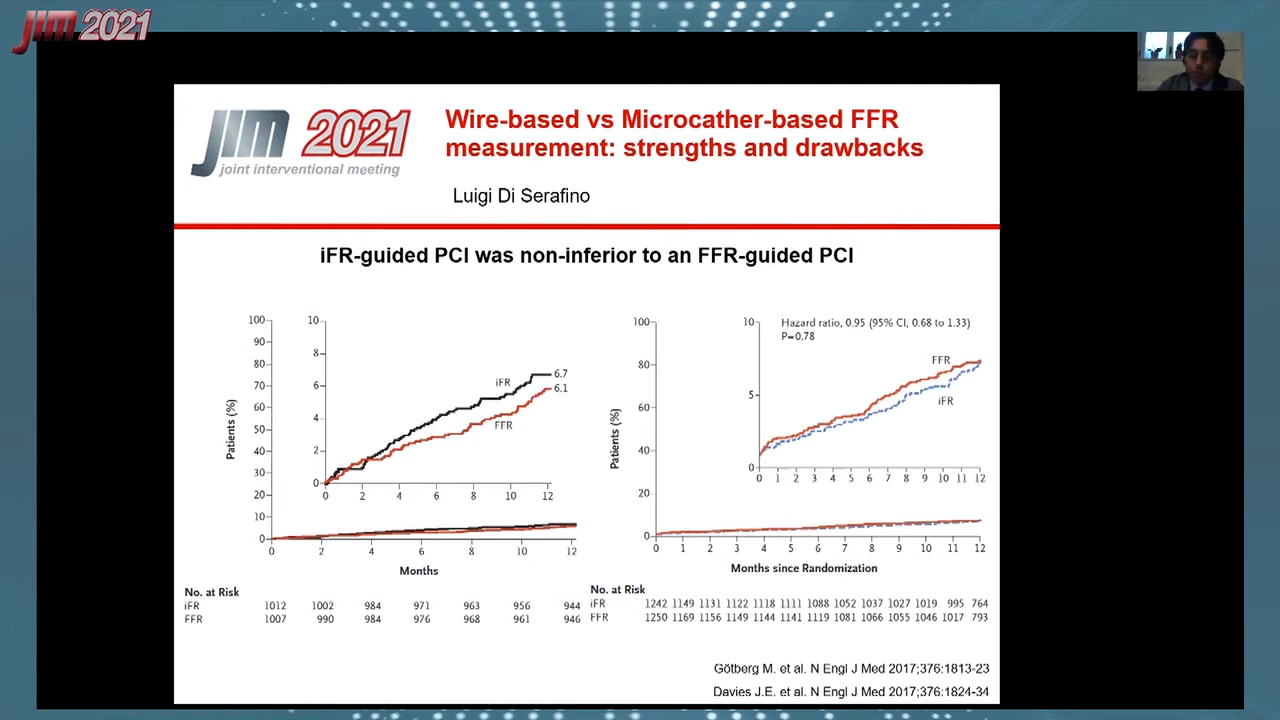 JIM 2021
JIM 2021
joint interventional meeting
Wire-based vs Microcather-based FFR
measurement: strengths and drawbacks
Luigi Di Serafino
iFR-guided PCI was non-inferior to an FFR-guided PCI
100
90
80
70
60
50
40
30
20
10
0
Patients (%)
10
8
6
4
2
0
iFR
FFR
6.7
6.1
0 2 4 6 8 10 12
0 2 4 6 8 10 12
Months
No. at Risk
iFR 1012 1002 984 971 963 956 944
FFR 1007 990 984 976 968 961 946
100
80
60
40
20
0
Patients (%)
10
5
0
Hazard ratio, 0.95 (95% CI, 0.68 to 1.33)
P=0.78
FFR
iFR
0 1 2 3 4 5 6 7 8 9 10 11 12
0 1 2 3 4 5 6 7 8 9 10 11 12
Months since Randomization
No. at Risk
iFR 1242 1149 1131 1122 1118 1111 1088 1052 1037 1027 1019 995 764
FFR 1250 1169 1156 1149 1144 1141 1119 1081 1066 1055 1046 1017 793
Götberg M. et al. N Engl J Med 2017;376:1813-23
Davies J.E. et al. N Engl J Med 2017;376:1824-34